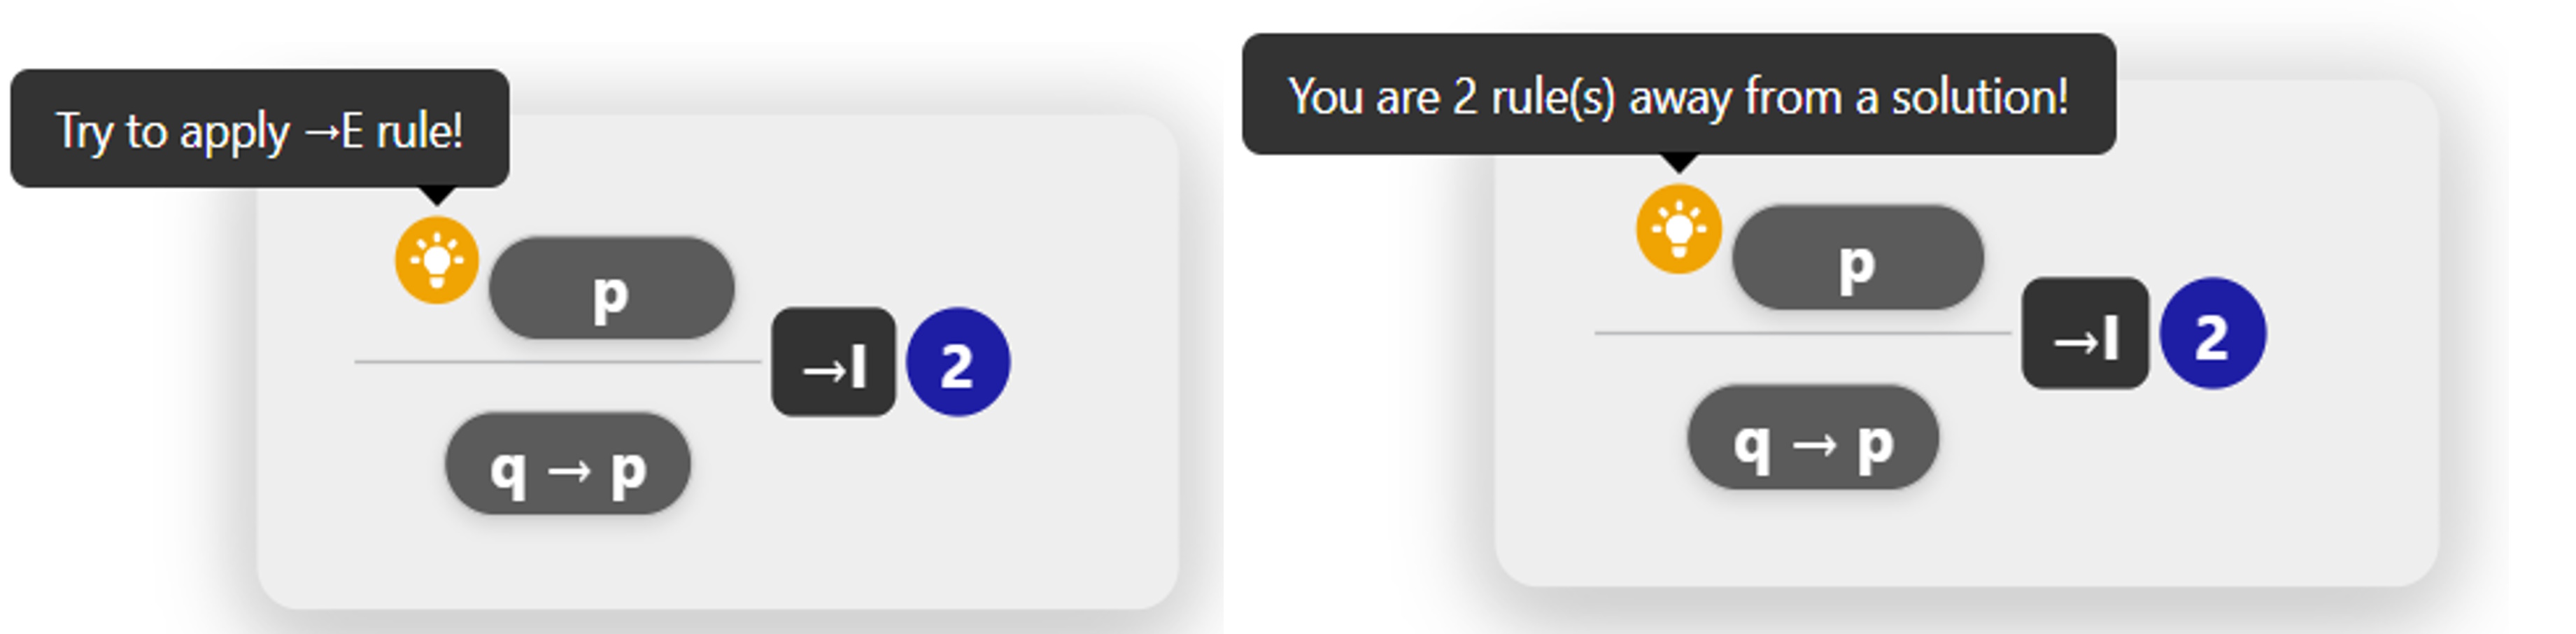 Try to apply →E rule!
p
→I 2
q → p
You are 2 rule(s) away from a solution!
p
→I 2
q → p